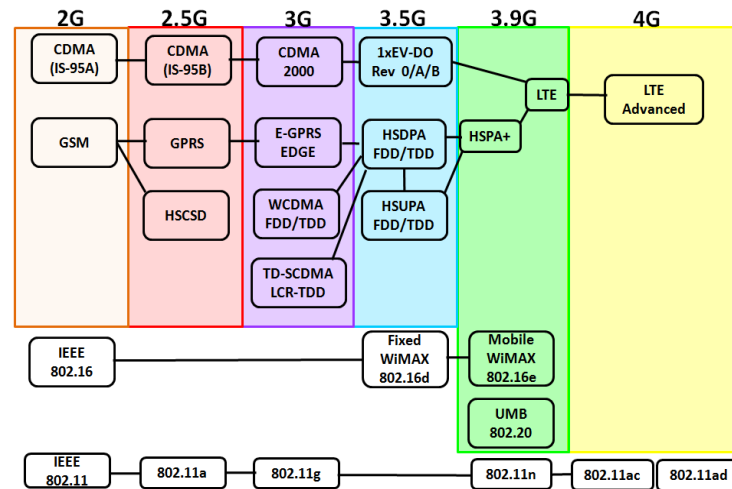 2G
2.5G
3G
3.5G
3.9G
4G
CDMA
(IS-95A)
CDMA
(IS-95B)
CDMA
2000
1xEV-DO
Rev 0/A/B
LTE
LTE
Advanced
GSM
GPRS
E-GPRS
EDGE
HSDPA
FDD/TDD
HSPA+
HSCSD
WCDMA
FDD/TDD
HSUPA
FDD/TDD
TD-SCDMA
LCR-TDD
IEEE
802.16
Fixed
WiMAX
802.16d
Mobile
WiMAX
802.16e
UMB
802.20
IEEE
802.11
802.11a
802.11g
802.11n
802.11ac
802.11ad